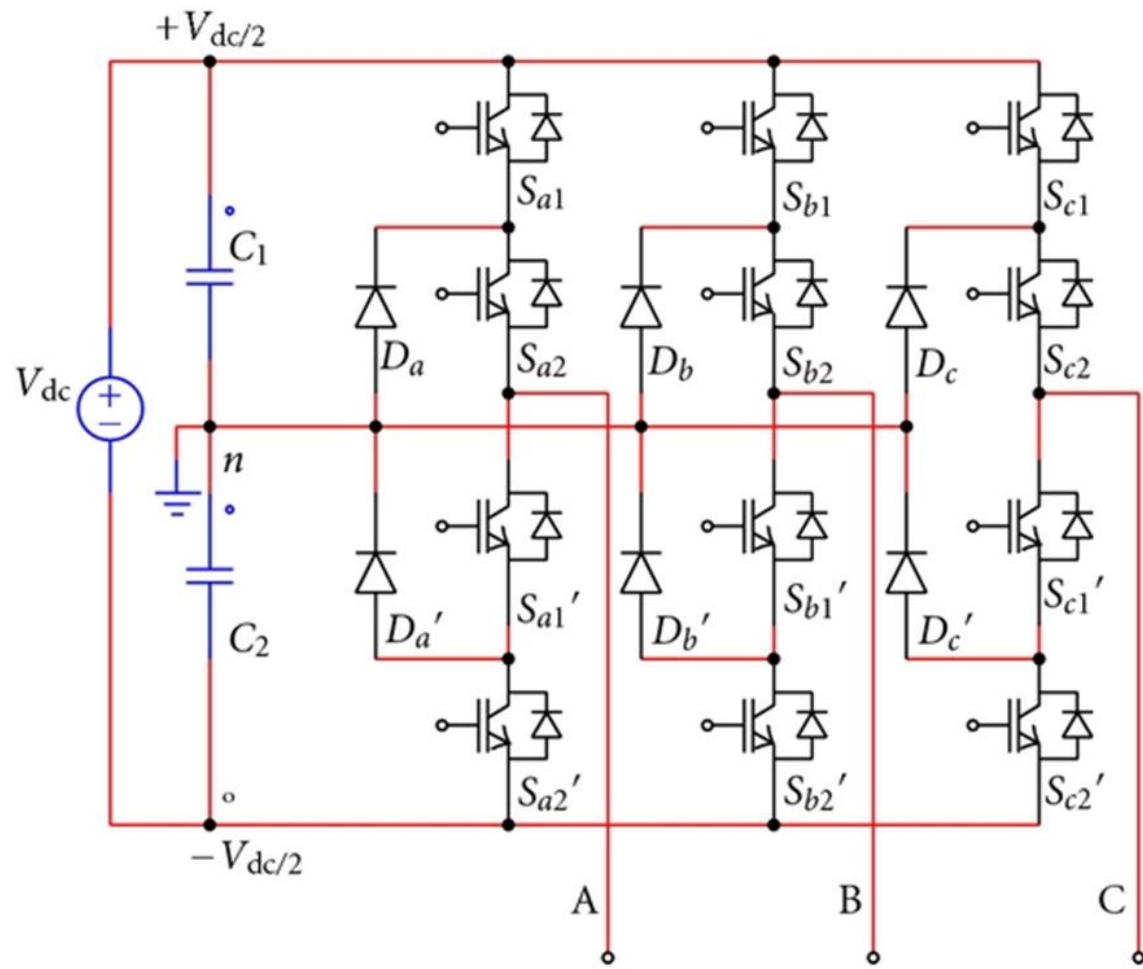 +Vdc/2
Sa1
Sb1
Sc1
C1
Da
Sa2
Db
Sb2
Dc
Sc2
Vdc
+
−
n
Sa1′
Sb1′
Sc1′
Da′
Db′
Dc′
C2
Sa2′
Sb2′
Sc2′
−Vdc/2
A
B
C